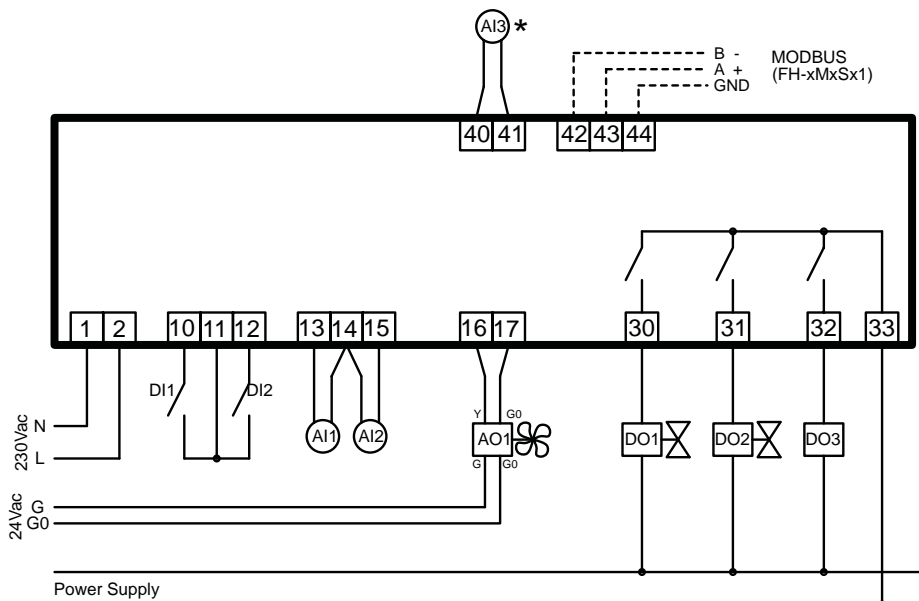 AI3 *
B -
A +
GND
MODBUS
(FH-xMxSx1)
40 41 42 43 44
1 2 10 11 12 13 14 15 16 17 30 31 32 33
DI1 DI2
230Vac
N
L
AI1 AI2
Y G0
AO1
G G0
DO1 DO2 DO3
24Vac
G
G0
Power Supply